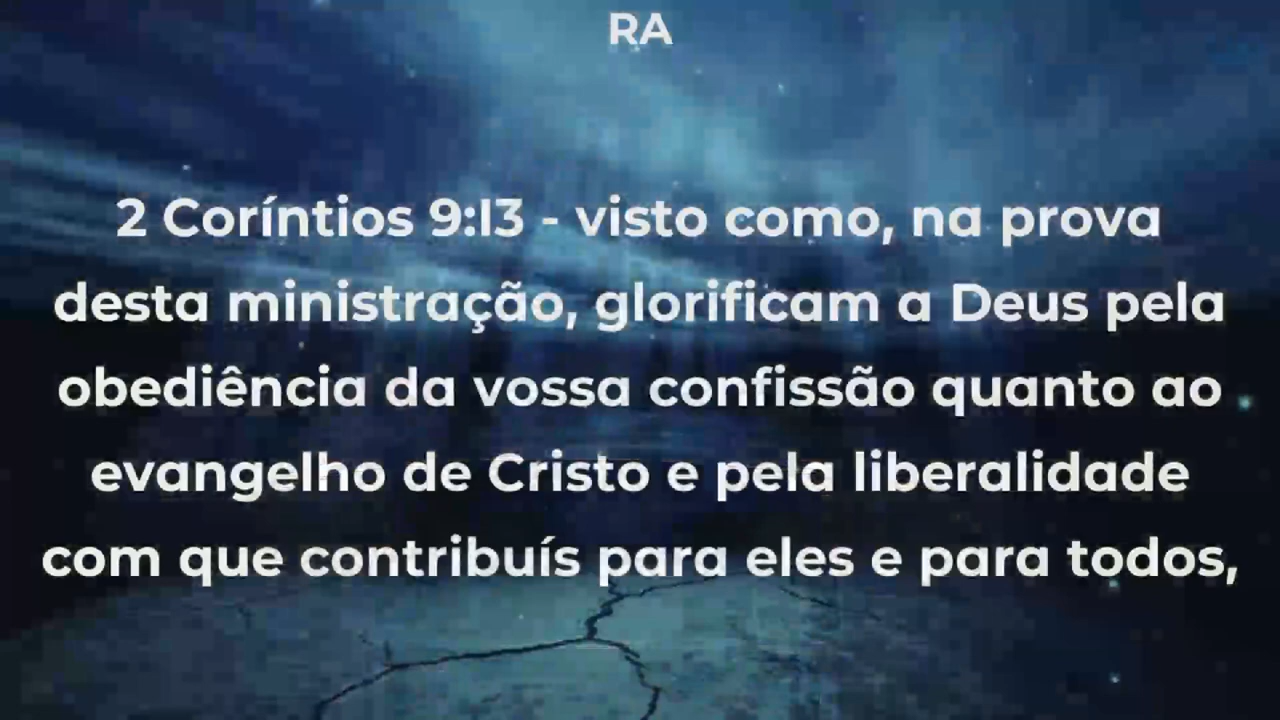 RA
2 Coríntios 9:13 - visto como, na prova
desta ministração, glorificam a Deus pela
obediência da vossa confissão quanto ao
evangelho de Cristo e pela liberalidade
com que contribuís para eles e para todos,